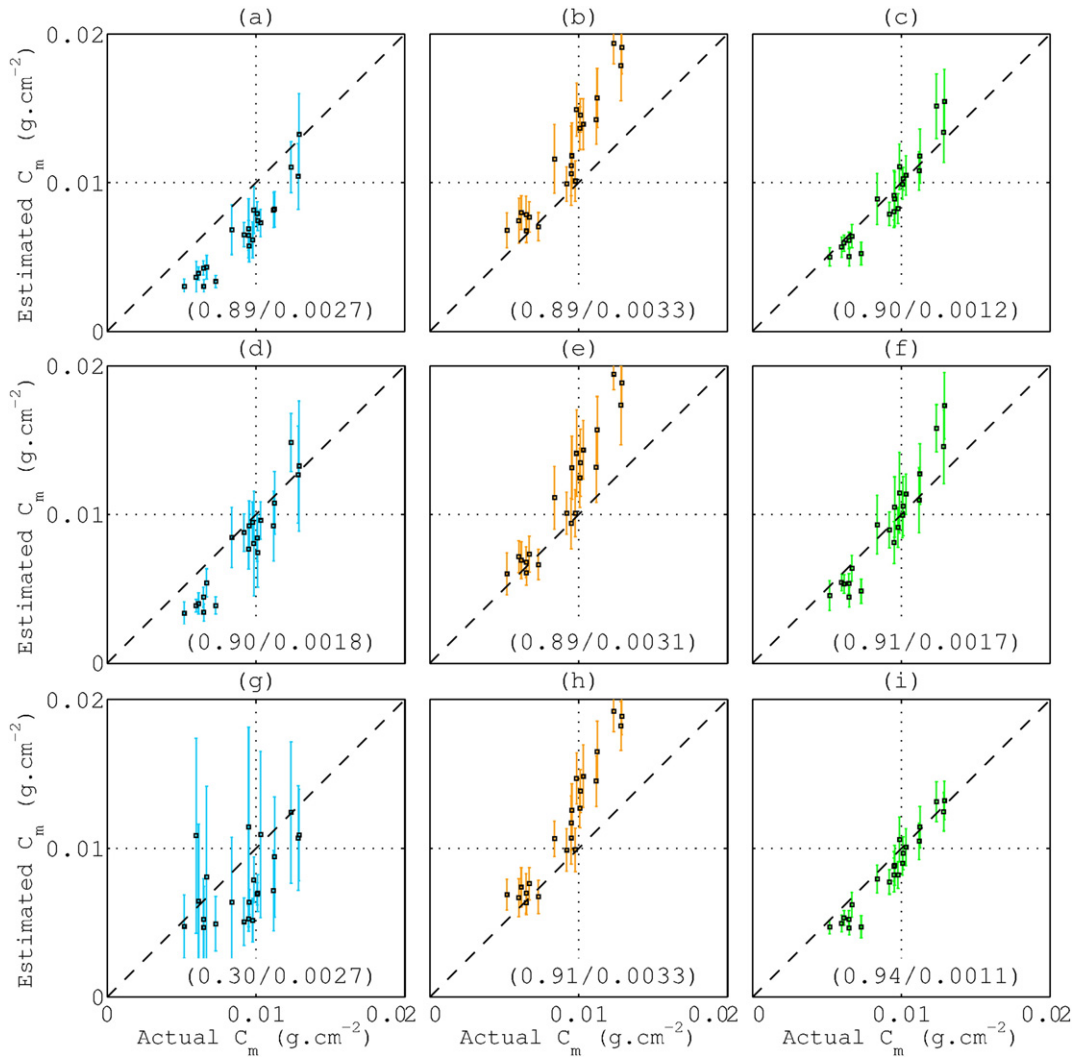 (a) (b) (c)
0.02
Estimated C_m (g.cm⁻²)
0.01
(0.89/0.0027) (0.89/0.0033) (0.90/0.0012)
0
(d) (e) (f)
0.02
Estimated C_m (g.cm⁻²)
0.01
(0.90/0.0018) (0.89/0.0031) (0.91/0.0017)
0
(g) (h) (i)
0.02
Estimated C_m (g.cm⁻²)
0.01
(0.30/0.0027) (0.91/0.0033) (0.94/0.0011)
0
0 0.01 0.02 0 0.01 0.02 0 0.01 0.02
Actual C_m (g.cm⁻²) Actual C_m (g.cm⁻²) Actual C_m (g.cm⁻²)